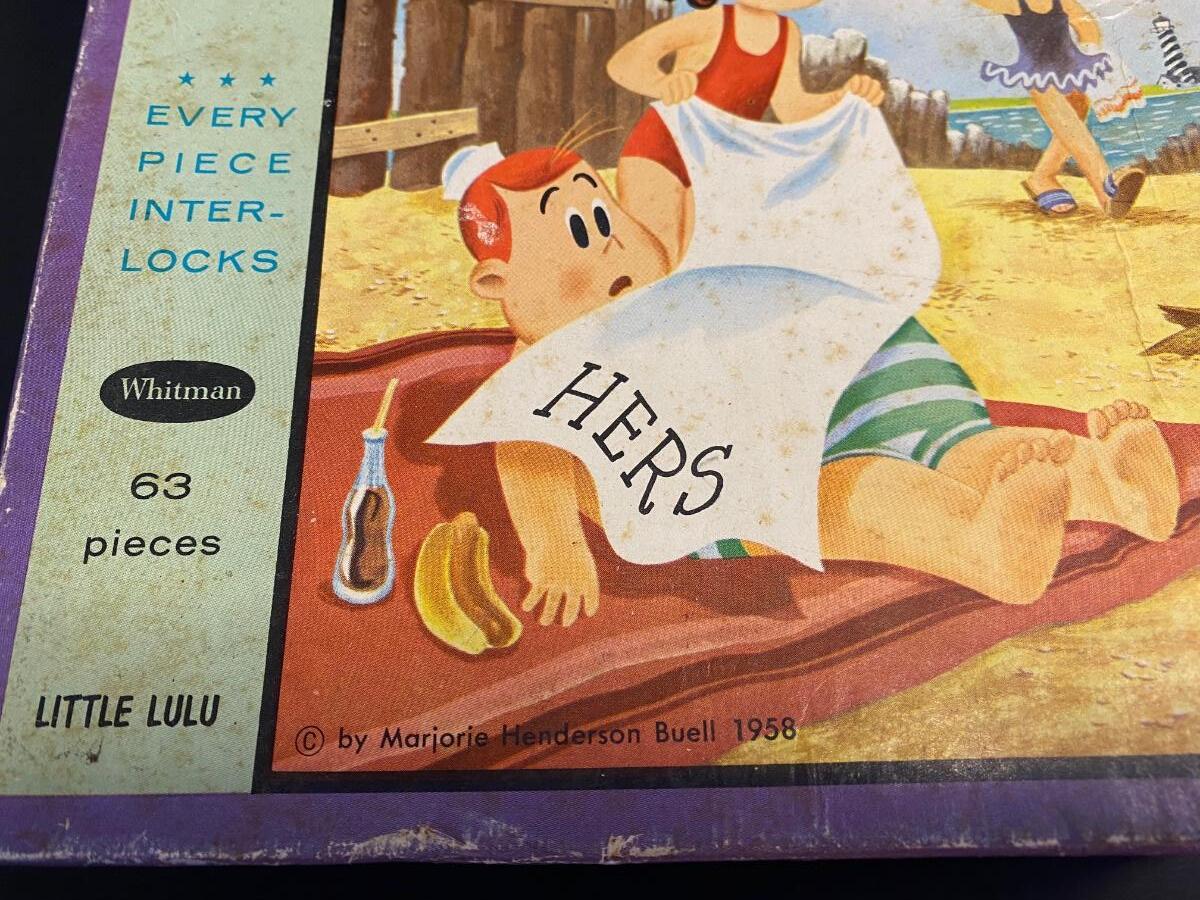 ★ ★ ★
EVERY
PIECE
INTER-
LOCKS
Whitman
63
pieces
LITTLE LULU
HERS
© by Marjorie Henderson Buell 1958